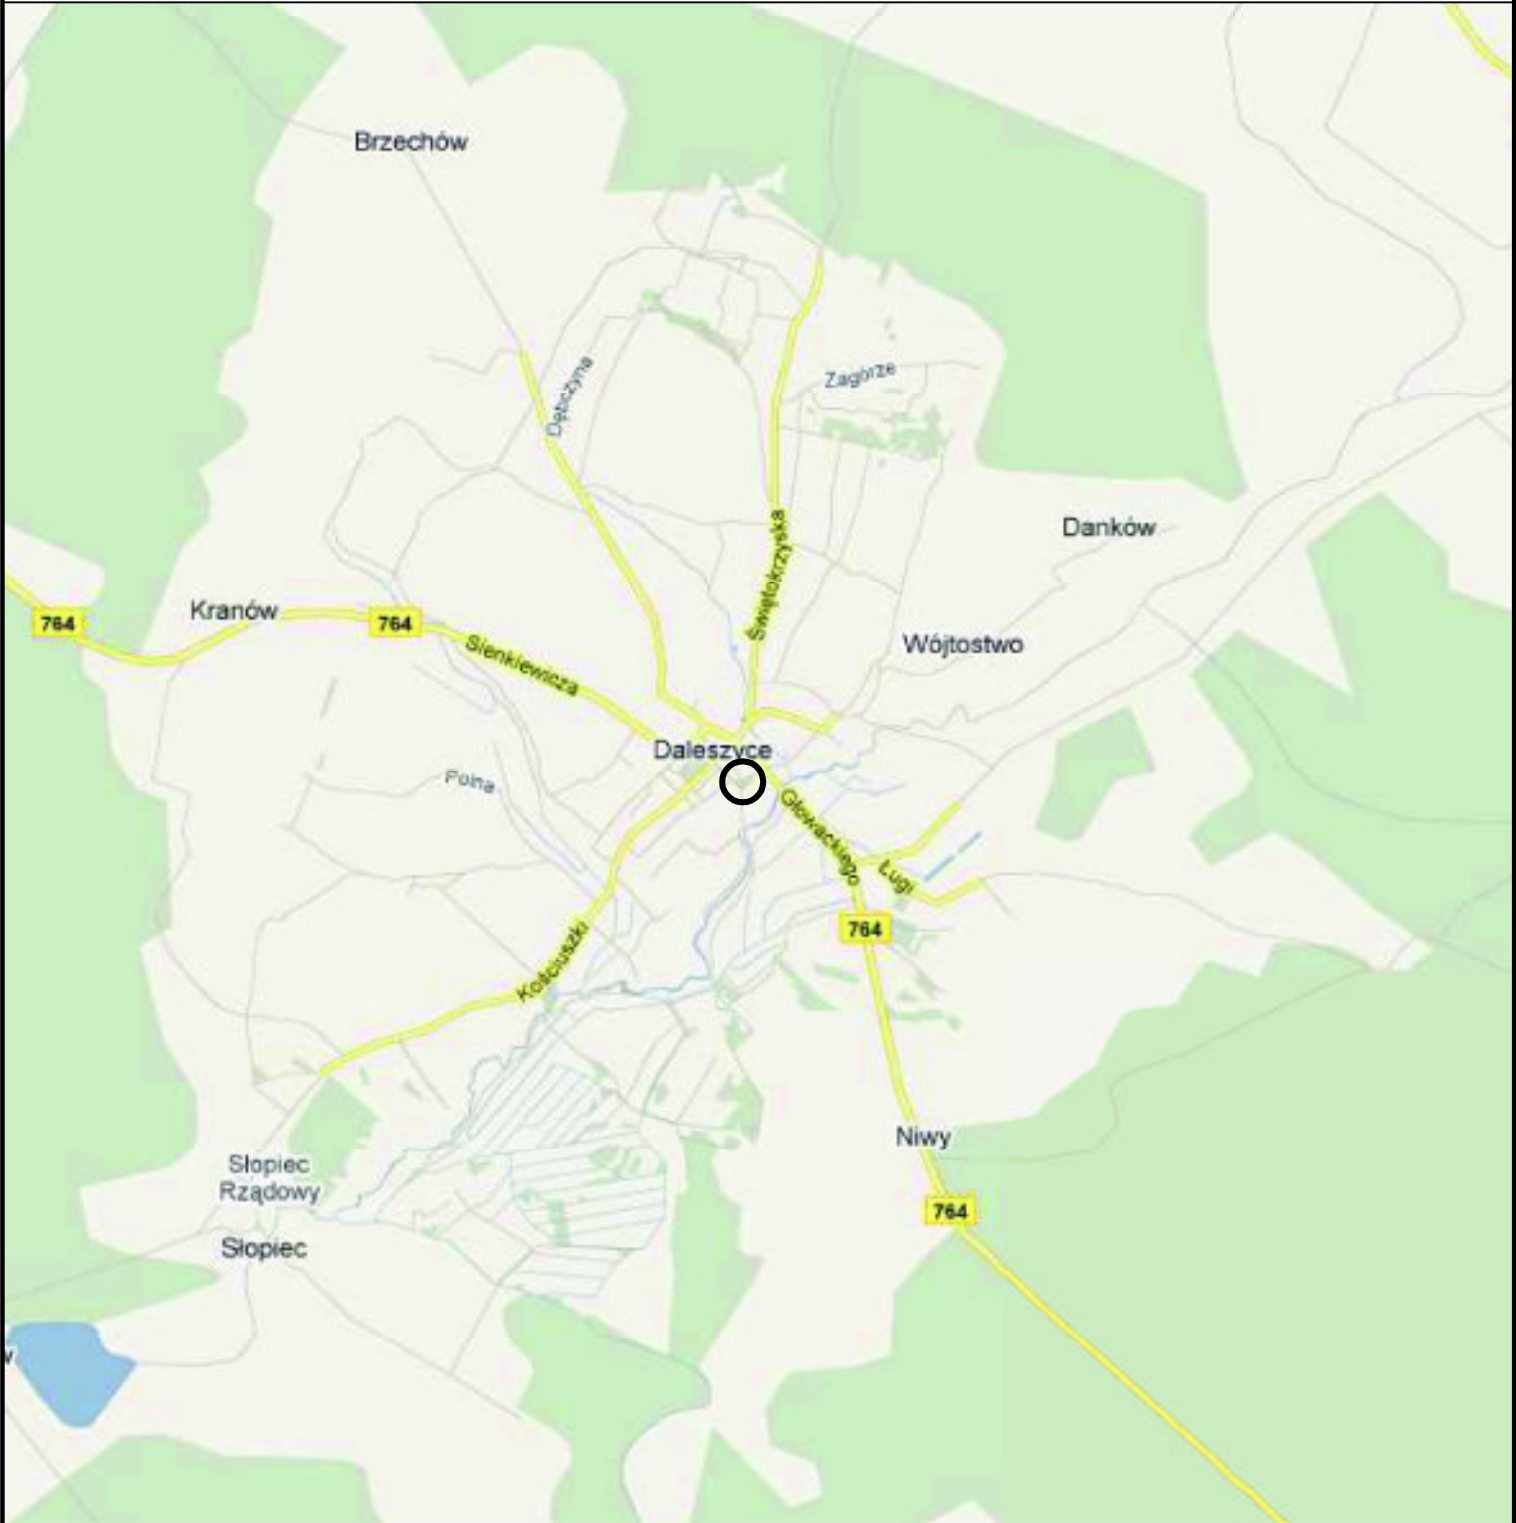 Brzechów
Dębczyna
Zagórze
Świętokrzyska
Danków
Kranów
764
764
Sienkiewicza
Wójtostwo
Daleszyce
Polna
Głowackiego
Ługi
764
Kościuszki
Niwy
Słopiec
Rządowy
764
Słopiec
w